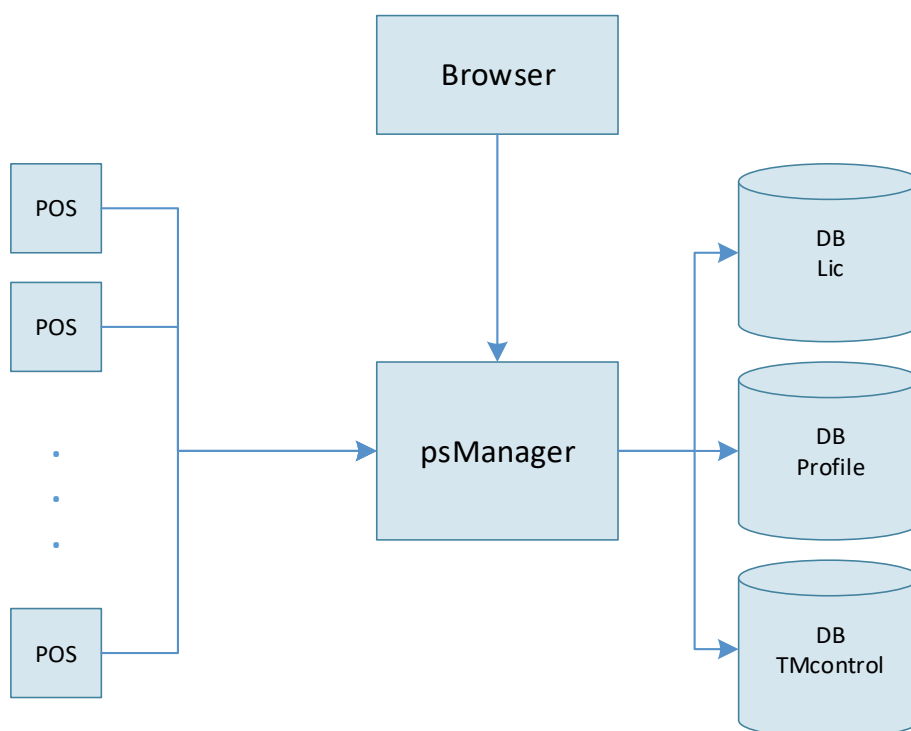 Browser
POS
POS
.
.
.
POS
psManager
DB
Lic
DB
Profile
DB
TMcontrol